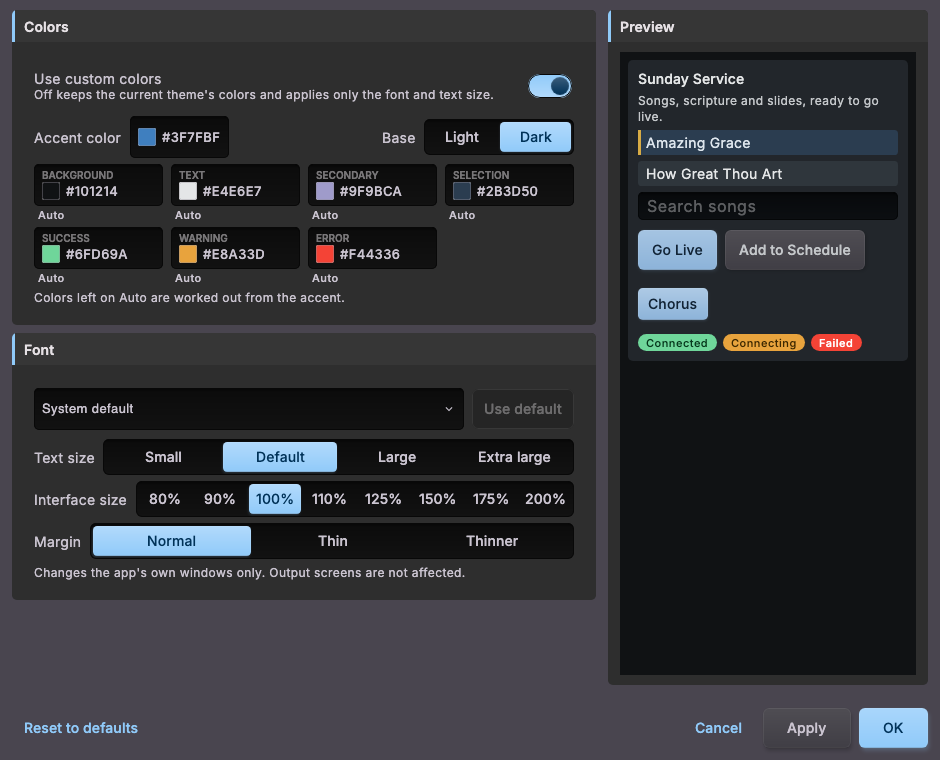 Colors
Use custom colors
Off keeps the current theme's colors and applies only the font and text size.
Accent color #3F7FBF Base Light Dark
BACKGROUND TEXT SECONDARY SELECTION
#101214 #E4E6E7 #9F9BCA #2B3D50
Auto Auto Auto Auto
SUCCESS WARNING ERROR
#6FD69A #E8A33D #F44336
Auto Auto Auto
Colors left on Auto are worked out from the accent.
Font
System default Use default
Text size Small Default Large Extra large
Interface size 80% 90% 100% 110% 125% 150% 175% 200%
Margin Normal Thin Thinner
Changes the app's own windows only. Output screens are not affected.
Preview
Sunday Service
Songs, scripture and slides, ready to go
live.
Amazing Grace
How Great Thou Art
Search songs
Go Live Add to Schedule
Chorus
Connected Connecting Failed
Reset to defaults Cancel Apply OK